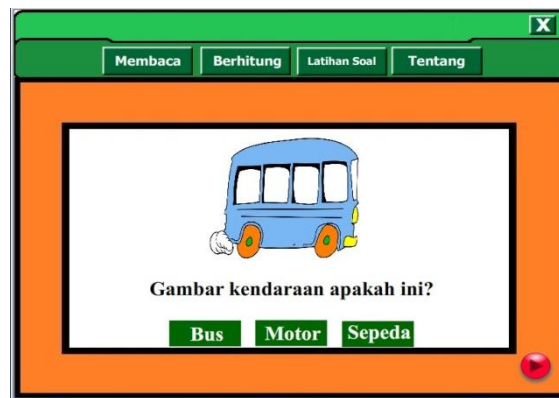 X
Membaca Berhitung Latihan Soal Tentang
Gambar kendaraan apakah ini?
Bus Motor Sepeda